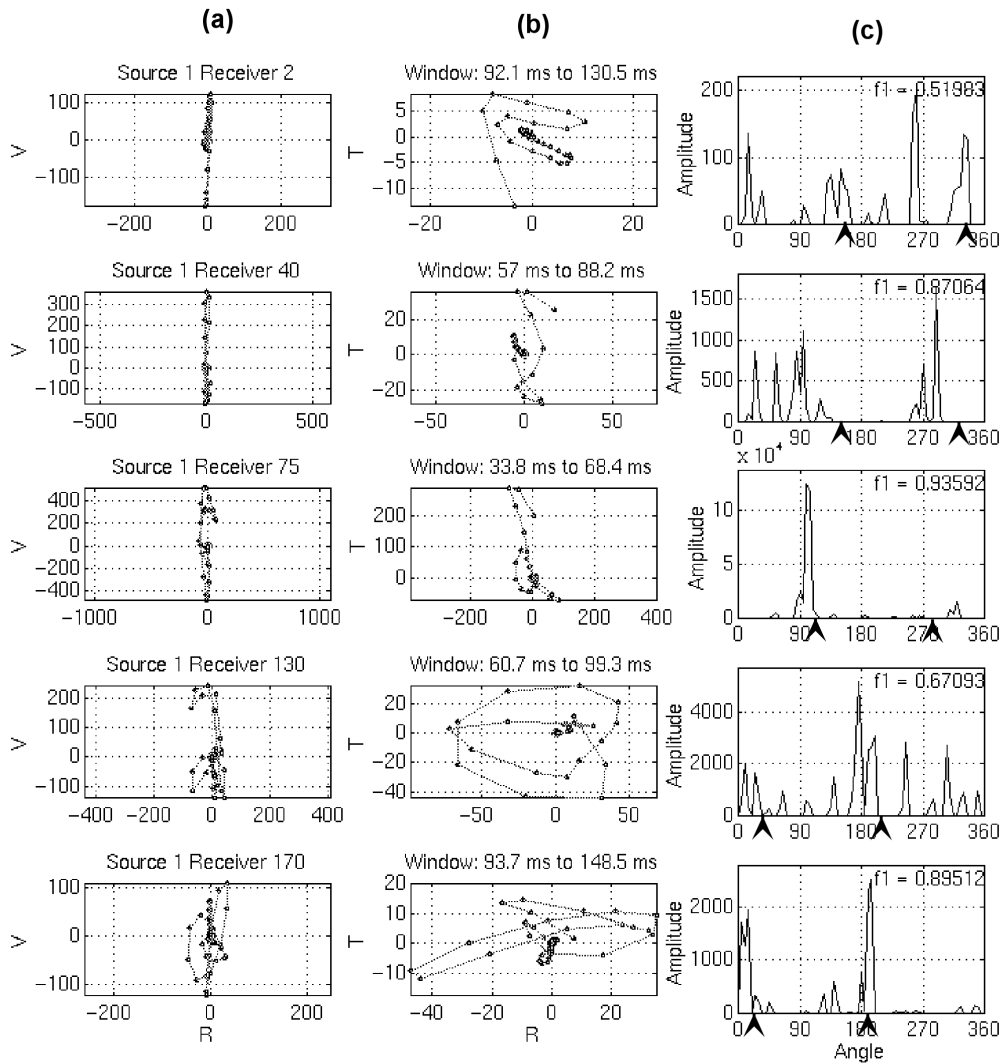 (a) (b) (c)
Source 1 Receiver 2
V
100
0
-100
-200 0 200
Window: 92.1 ms to 130.5 ms
T
5
0
-5
-10
-20 0 20
f1 = 0.51983
Amplitude
200
100
0
0 90 180 270 360
Source 1 Receiver 40
V
300
200
100
0
-100
-500 0 500
Window: 57 ms to 88.2 ms
T
20
0
-20
-50 0 50
f1 = 0.87064
Amplitude
1500
1000
500
0
0 90 180 270 360
Source 1 Receiver 75
V
400
200
0
-200
-400
-1000 0 1000
Window: 33.8 ms to 68.4 ms
T
200
100
0
-400 -200 0 200 400
x 10^4
f1 = 0.93592
Amplitude
10
5
0
0 90 180 270 360
Source 1 Receiver 130
V
200
100
0
-100
-400 -200 0 200 400
Window: 60.7 ms to 99.3 ms
T
20
0
-20
-40
-50 0 50
f1 = 0.67093
Amplitude
4000
2000
0
0 90 180 270 360
Source 1 Receiver 170
V
100
0
-100
-200 0 200
R
Window: 93.7 ms to 148.5 ms
T
20
10
0
-10
-40 -20 0 20
R
f1 = 0.89512
Amplitude
2000
1000
0
0 90 180 270 360
Angle